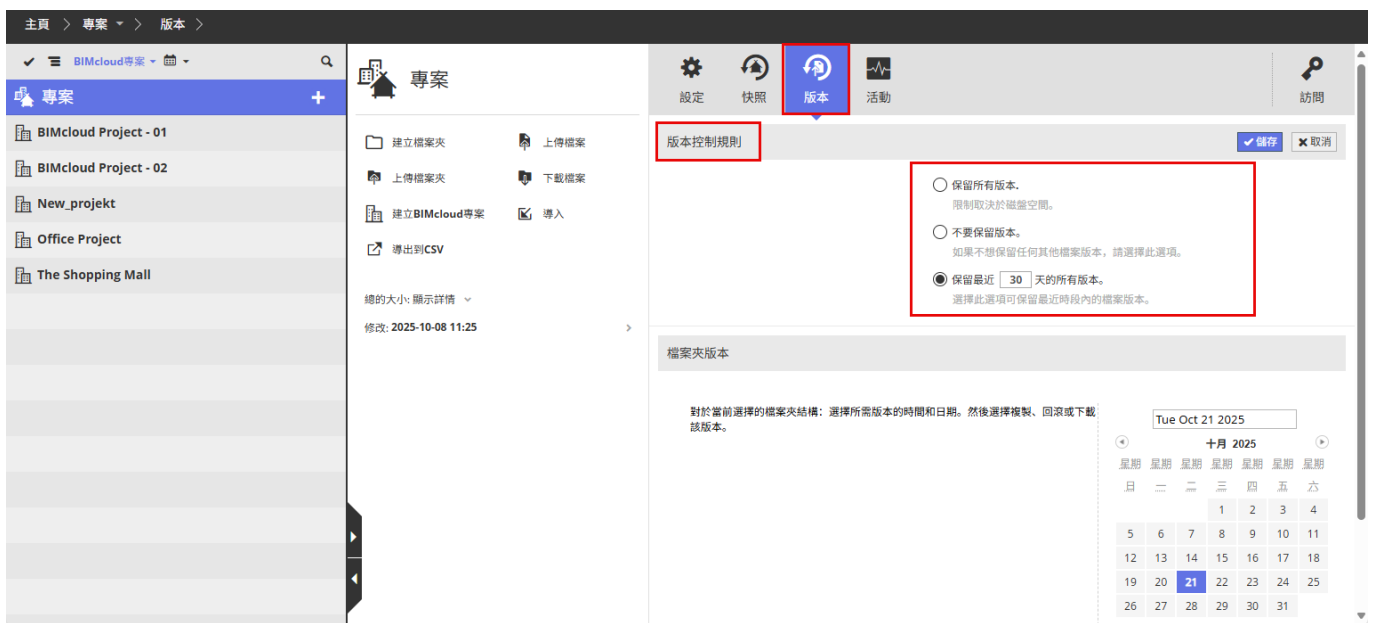 主頁 > 專案 > 版本 >
BIMcloud專案
專案 +
BIMcloud Project - 01
BIMcloud Project - 02
New_projekt
Office Project
The Shopping Mall
專案
建立檔案夾 上傳檔案
上傳檔案夾 下載檔案
建立BIMcloud專案 導入
導出到CSV
總的大小: 顯示詳情
修改: 2025-10-08 11:25
設定 快照 版本 活動 訪問
版本控制規則 儲存 取消
保留所有版本.
限制取決於磁盤空間。
不要保留版本。
如果不想保留任何其他檔案版本，請選擇此選項。
保留最近 30 天的所有版本。
選擇此選項可保留最近時段內的檔案版本。
檔案夾版本
對於當前選擇的檔案夾結構：選擇所需版本的時間和日期。然後選擇複製、回滾或下載
該版本。
Tue Oct 21 2025
十月 2025
星期 星期 星期 星期 星期 星期 星期
日 一 二 三 四 五 六
1 2 3 4
5 6 7 8 9 10 11
12 13 14 15 16 17 18
19 20 21 22 23 24 25
26 27 28 29 30 31